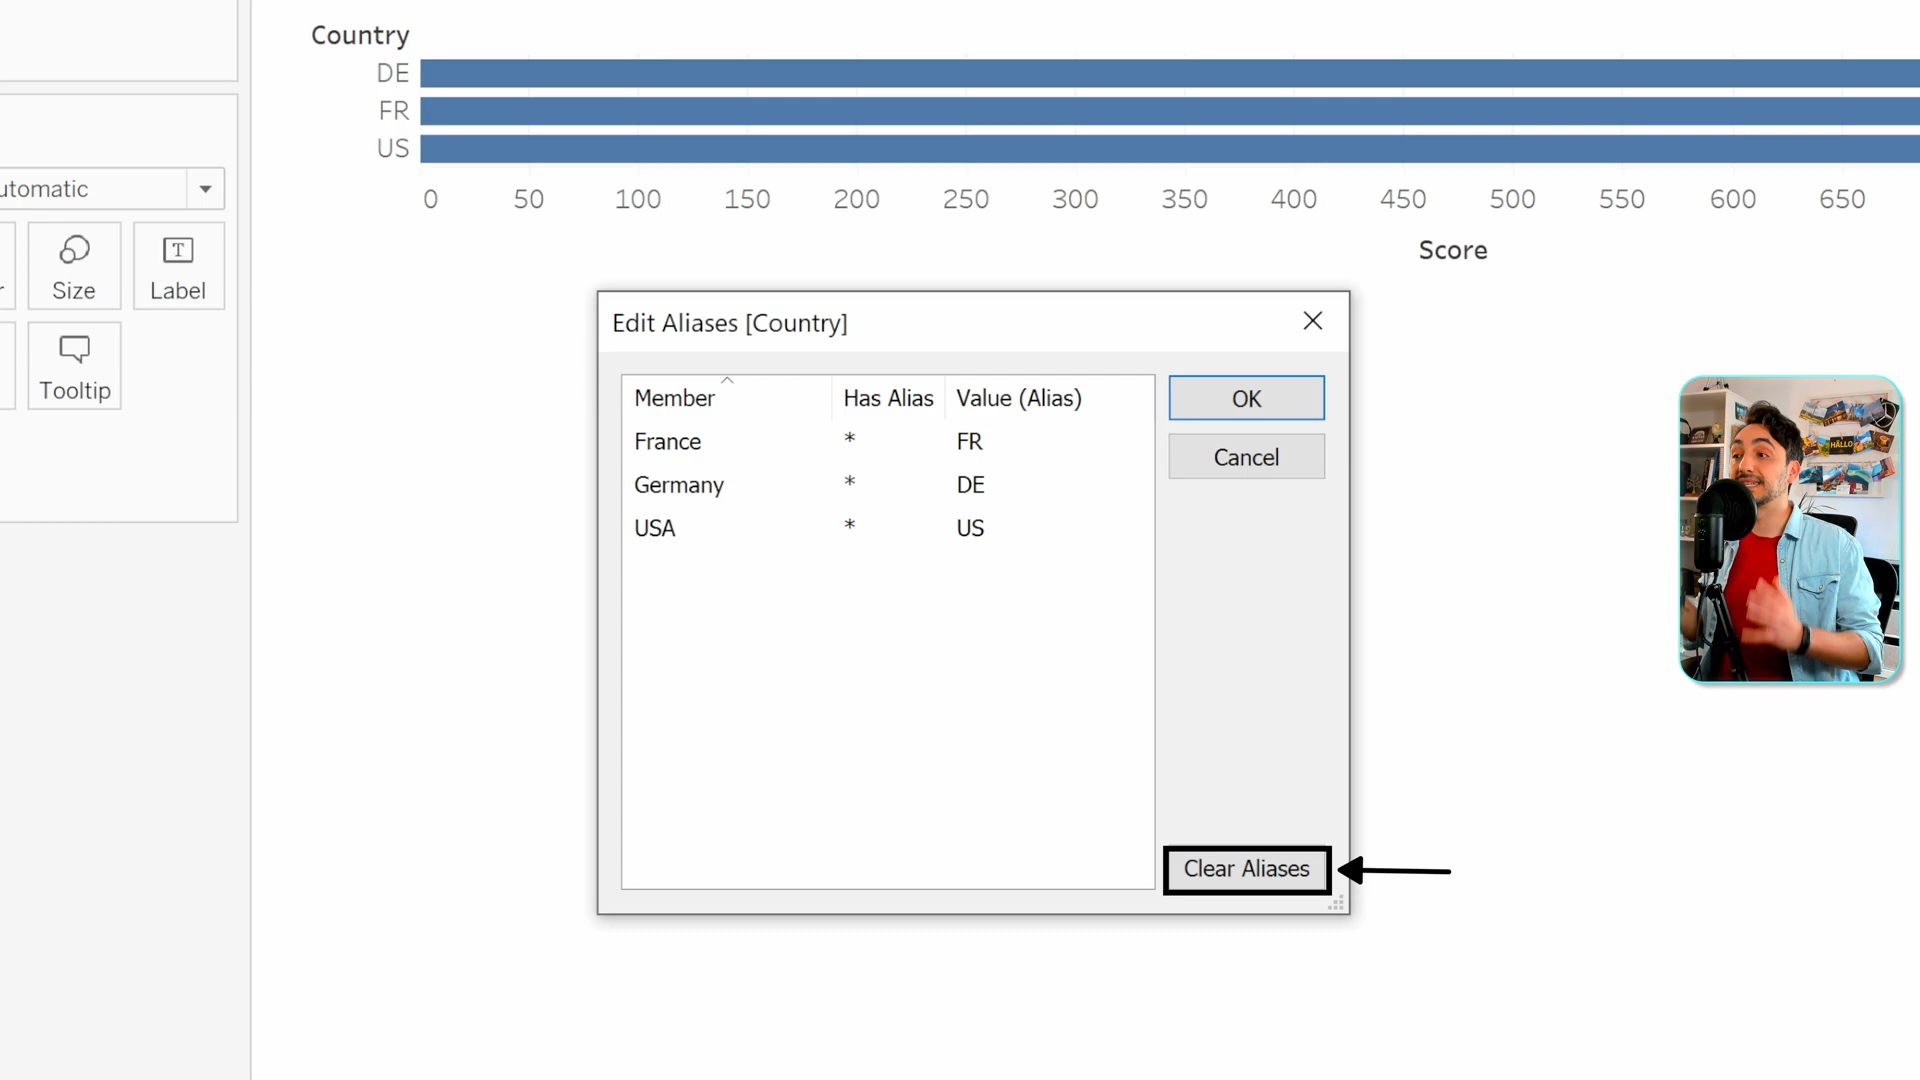 Country
DE
FR
US
0 50 100 150 200 250 300 350 400 450 500 550 600 650
Score
utomatic
Size
Label
Tooltip
Edit Aliases [Country]
Member Has Alias Value (Alias)
France * FR
Germany * DE
USA * US
OK
Cancel
Clear Aliases
HALLO